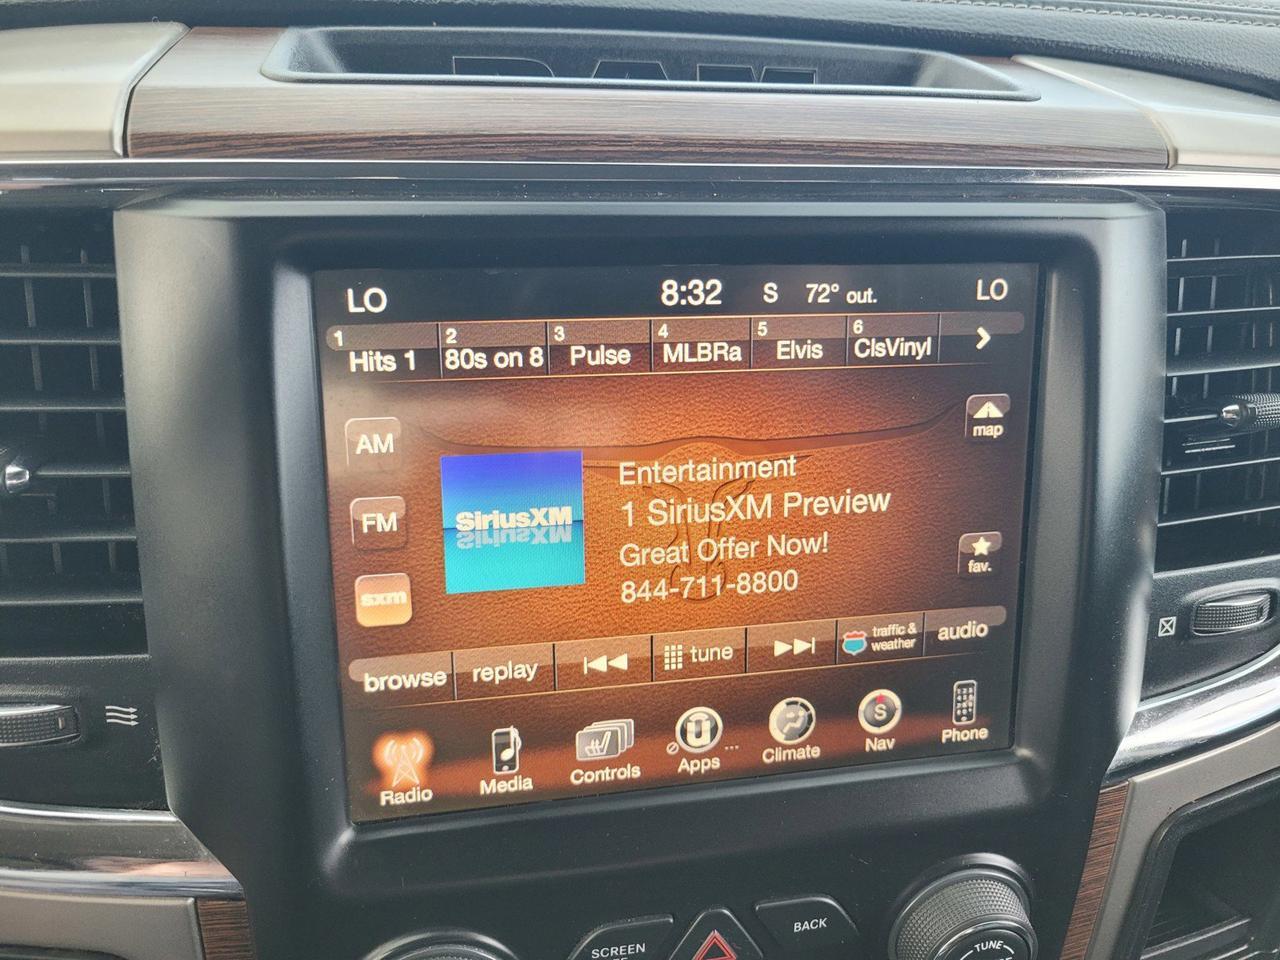 RAM
LO 8:32 S 72° out. LO
1 Hits 1 2 80s on 8 3 Pulse 4 MLBRa 5 Elvis 6 ClsVinyl
AM
FM
sxm
SiriusXM
Entertainment
1 SiriusXM Preview
Great Offer Now!
844-711-8800
map
fav.
browse replay tune traffic & weather audio
Radio Media Controls Apps... Climate S Nav Phone
SCREEN
BACK
TUNE